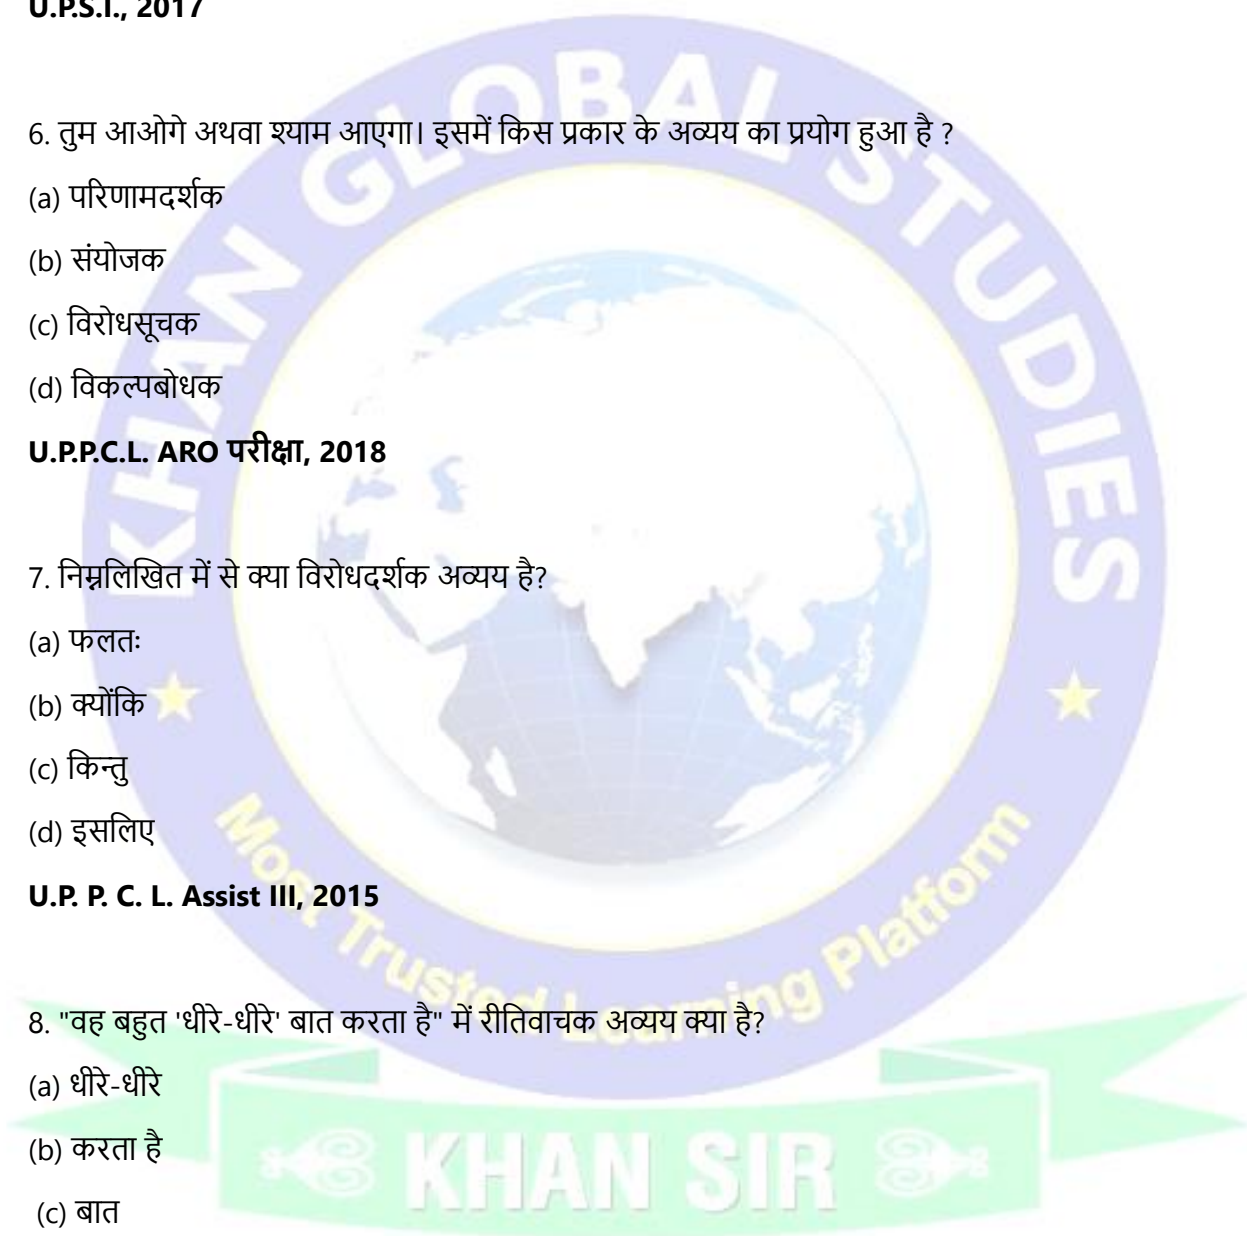 U.P.S.I., 2017
6. तुम आओगे अथवा श्याम आएगा। इसमें किस प्रकार के अव्यय का प्रयोग हुआ है ?
(a) परिणामदर्शक
(b) संयोजक
(c) विरोधसूचक
(d) विकल्पबोधक
U.P.P.C.L. ARO परीक्षा, 2018
7. निम्नलिखित में से क्या विरोधदर्शक अव्यय है?
(a) फलतः
(b) क्योंकि
(c) किन्तु
(d) इसलिए
U.P. P. C. L. Assist III, 2015
8. "वह बहुत 'धीरे-धीरे' बात करता है" में रीतिवाचक अव्यय क्या है?
(a) धीरे-धीरे
(b) करता है
(c) बात
KHAN GLOBAL STUDIES
Most Trusted Learning Platform
KHAN SIR